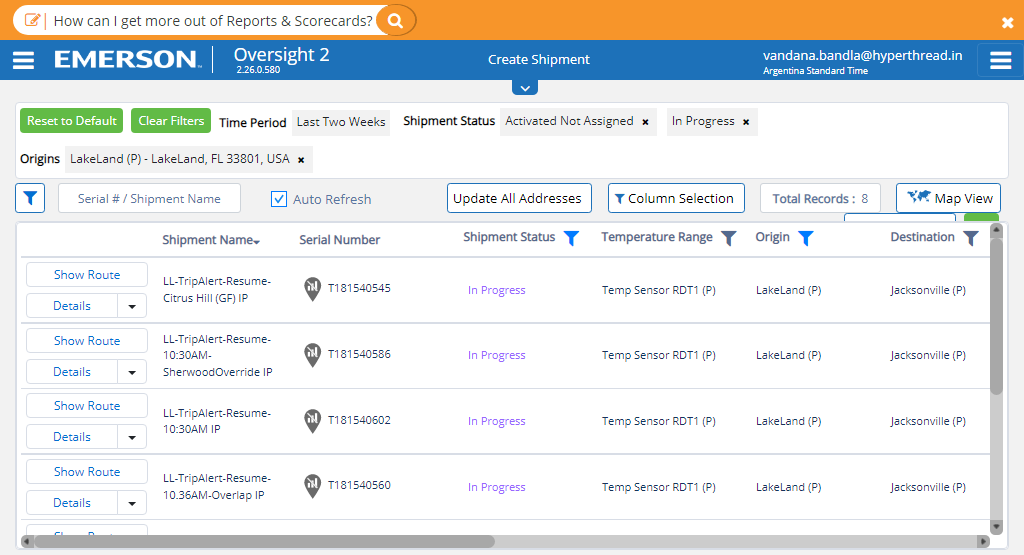 How can I get more out of Reports & Scorecards?
EMERSON. Oversight 2
2.26.0.580
Create Shipment
vandana.bandla@hyperthread.in
Argentina Standard Time
Reset to Default Clear Filters Time Period Last Two Weeks Shipment Status Activated Not Assigned × In Progress ×
Origins LakeLand (P) - LakeLand, FL 33801, USA ×
Serial # / Shipment Name Auto Refresh Update All Addresses Column Selection Total Records : 8 Map View
Shipment Name Serial Number Shipment Status Temperature Range Origin Destination
Show Route
Details
LL-TripAlert-Resume-
Citrus Hill (GF) IP
T181540545 In Progress Temp Sensor RDT1 (P) LakeLand (P) Jacksonville (P)
Show Route
Details
LL-TripAlert-Resume-
10:30AM-
SherwoodOverride IP
T181540586 In Progress Temp Sensor RDT1 (P) LakeLand (P) Jacksonville (P)
Show Route
Details
LL-TripAlert-Resume-
10:30AM IP
T181540602 In Progress Temp Sensor RDT1 (P) LakeLand (P) Jacksonville (P)
Show Route
Details
LL-TripAlert-Resume-
10.36AM-Overlap IP
T181540560 In Progress Temp Sensor RDT1 (P) LakeLand (P) Jacksonville (P)